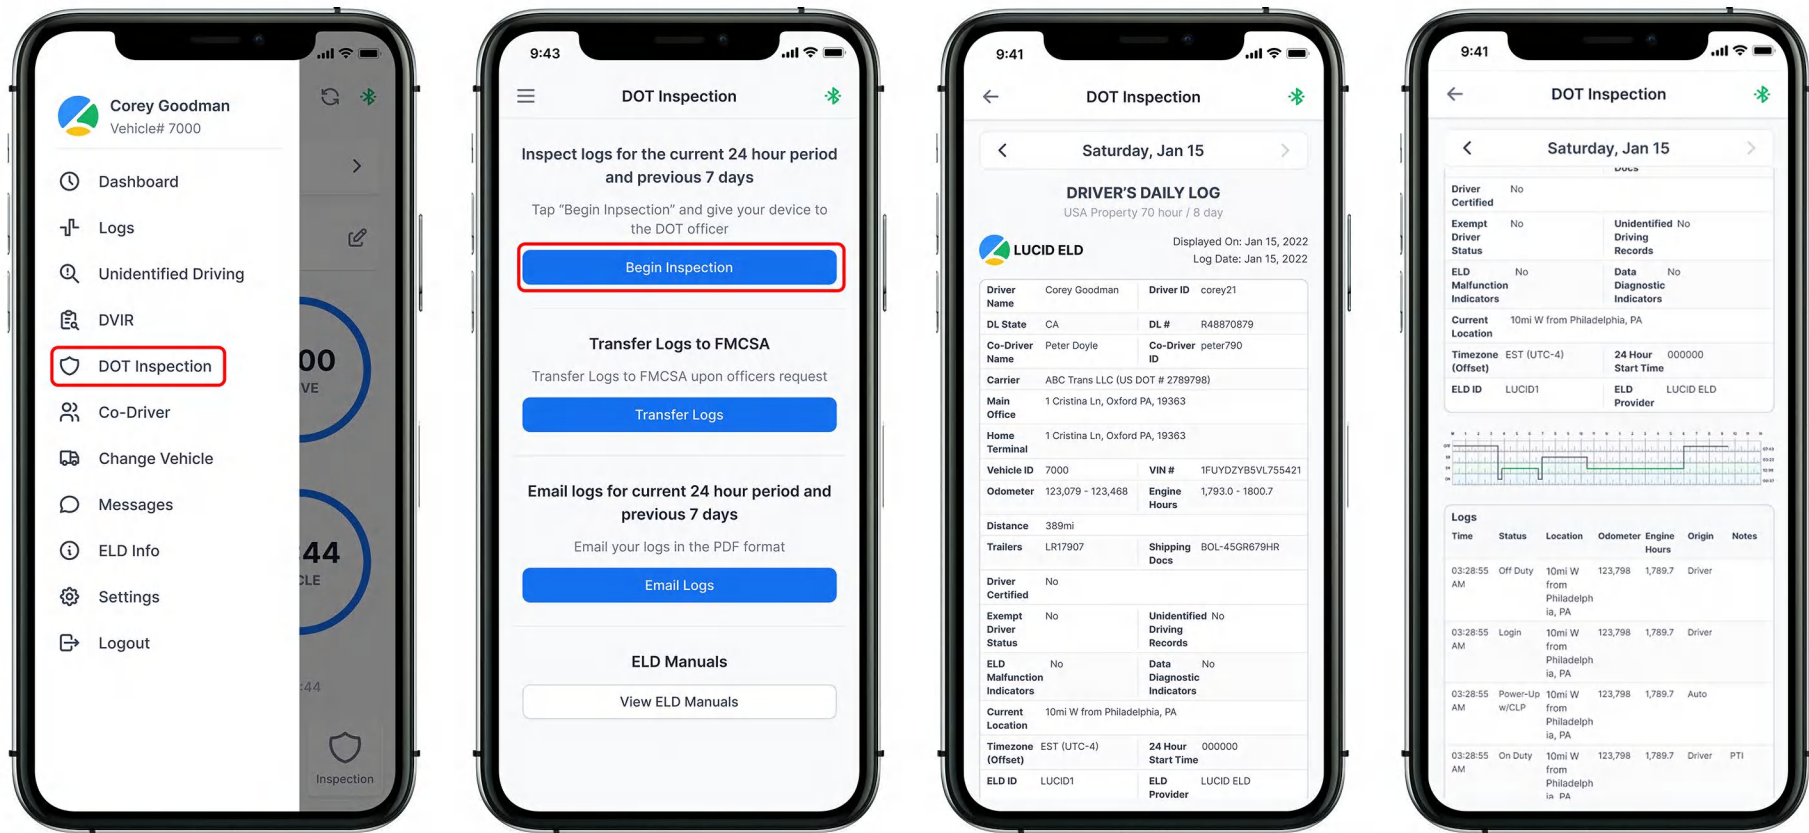 Corey Goodman
Vehicle# 7000
Dashboard
Logs
Unidentified Driving
DVIR
DOT Inspection
Co-Driver
Change Vehicle
Messages
ELD Info
Settings
Logout
00
VE
44
CLE
:44
Inspection
9:43
DOT Inspection
Inspect logs for the current 24 hour period
and previous 7 days
Tap "Begin Inpsection" and give your device to
the DOT officer
Begin Inspection
Transfer Logs to FMCSA
Transfer Logs to FMCSA upon officers request
Transfer Logs
Email logs for current 24 hour period and
previous 7 days
Email your logs in the PDF format
Email Logs
ELD Manuals
View ELD Manuals
9:41
DOT Inspection
Saturday, Jan 15
DRIVER'S DAILY LOG
USA Property 70 hour / 8 day
LUCID ELD
Displayed On: Jan 15, 2022
Log Date: Jan 15, 2022
Driver Name Corey Goodman Driver ID corey21
DL State CA DL # R48870879
Co-Driver Name Peter Doyle Co-Driver ID peter790
Carrier ABC Trans LLC (US DOT # 2789798)
Main Office 1 Cristina Ln, Oxford PA, 19363
Home Terminal 1 Cristina Ln, Oxford PA, 19363
Vehicle ID 7000 VIN # 1FUYDZYB5VL755421
Odometer 123,079 - 123,468 Engine Hours 1,793.0 - 1800.7
Distance 389mi
Trailers LR17907 Shipping Docs BOL-45GR679HR
Driver Certified No
Exempt Driver Status No Unidentified Driving Records No
ELD Malfunction Indicators No Data Diagnostic Indicators No
Current Location 10mi W from Philadelphia, PA
Timezone (Offset) EST (UTC-4) 24 Hour Start Time 000000
ELD ID LUCID1 ELD Provider LUCID ELD
9:41
DOT Inspection
Saturday, Jan 15
Docs
Driver Certified No
Exempt Driver Status No Unidentified Driving Records No
ELD Malfunction Indicators No Data Diagnostic Indicators No
Current Location 10mi W from Philadelphia, PA
Timezone (Offset) EST (UTC-4) 24 Hour Start Time 000000
ELD ID LUCID1 ELD Provider LUCID ELD
Logs
Time Status Location Odometer Engine Hours Origin Notes
03:28:55 AM Off Duty 10mi W from Philadelphia, PA 123,798 1,789.7 Driver
03:28:55 AM Login 10mi W from Philadelphia, PA 123,798 1,789.7 Driver
03:28:55 AM Power-Up w/CLP 10mi W from Philadelphia, PA 123,798 1,789.7 Auto
03:28:55 AM On Duty 10mi W from Philadelphia, PA 123,798 1,789.7 Driver PTI